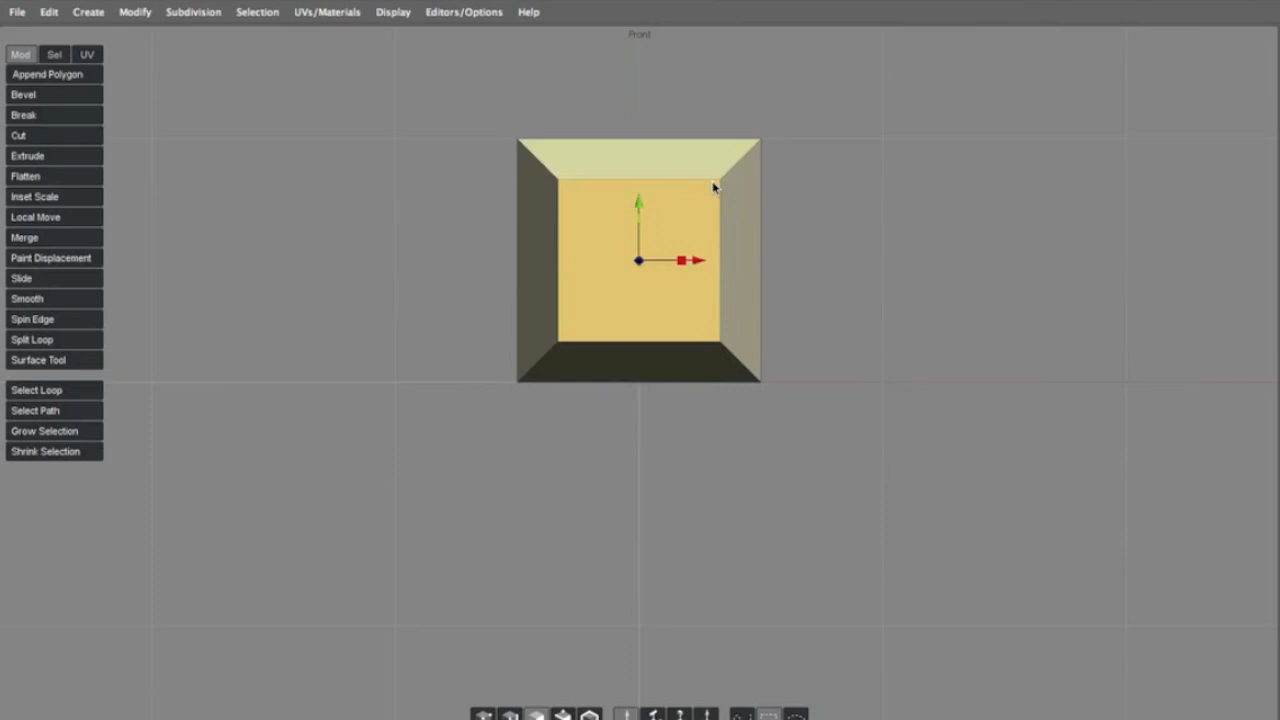 File Edit Create Modify Subdivision Selection UVs/Materials Display Editors/Options Help
Front
Mod Sel UV
Append Polygon
Bevel
Break
Cut
Extrude
Flatten
Inset Scale
Local Move
Merge
Paint Displacement
Slide
Smooth
Spin Edge
Split Loop
Surface Tool
Select Loop
Select Path
Grow Selection
Shrink Selection